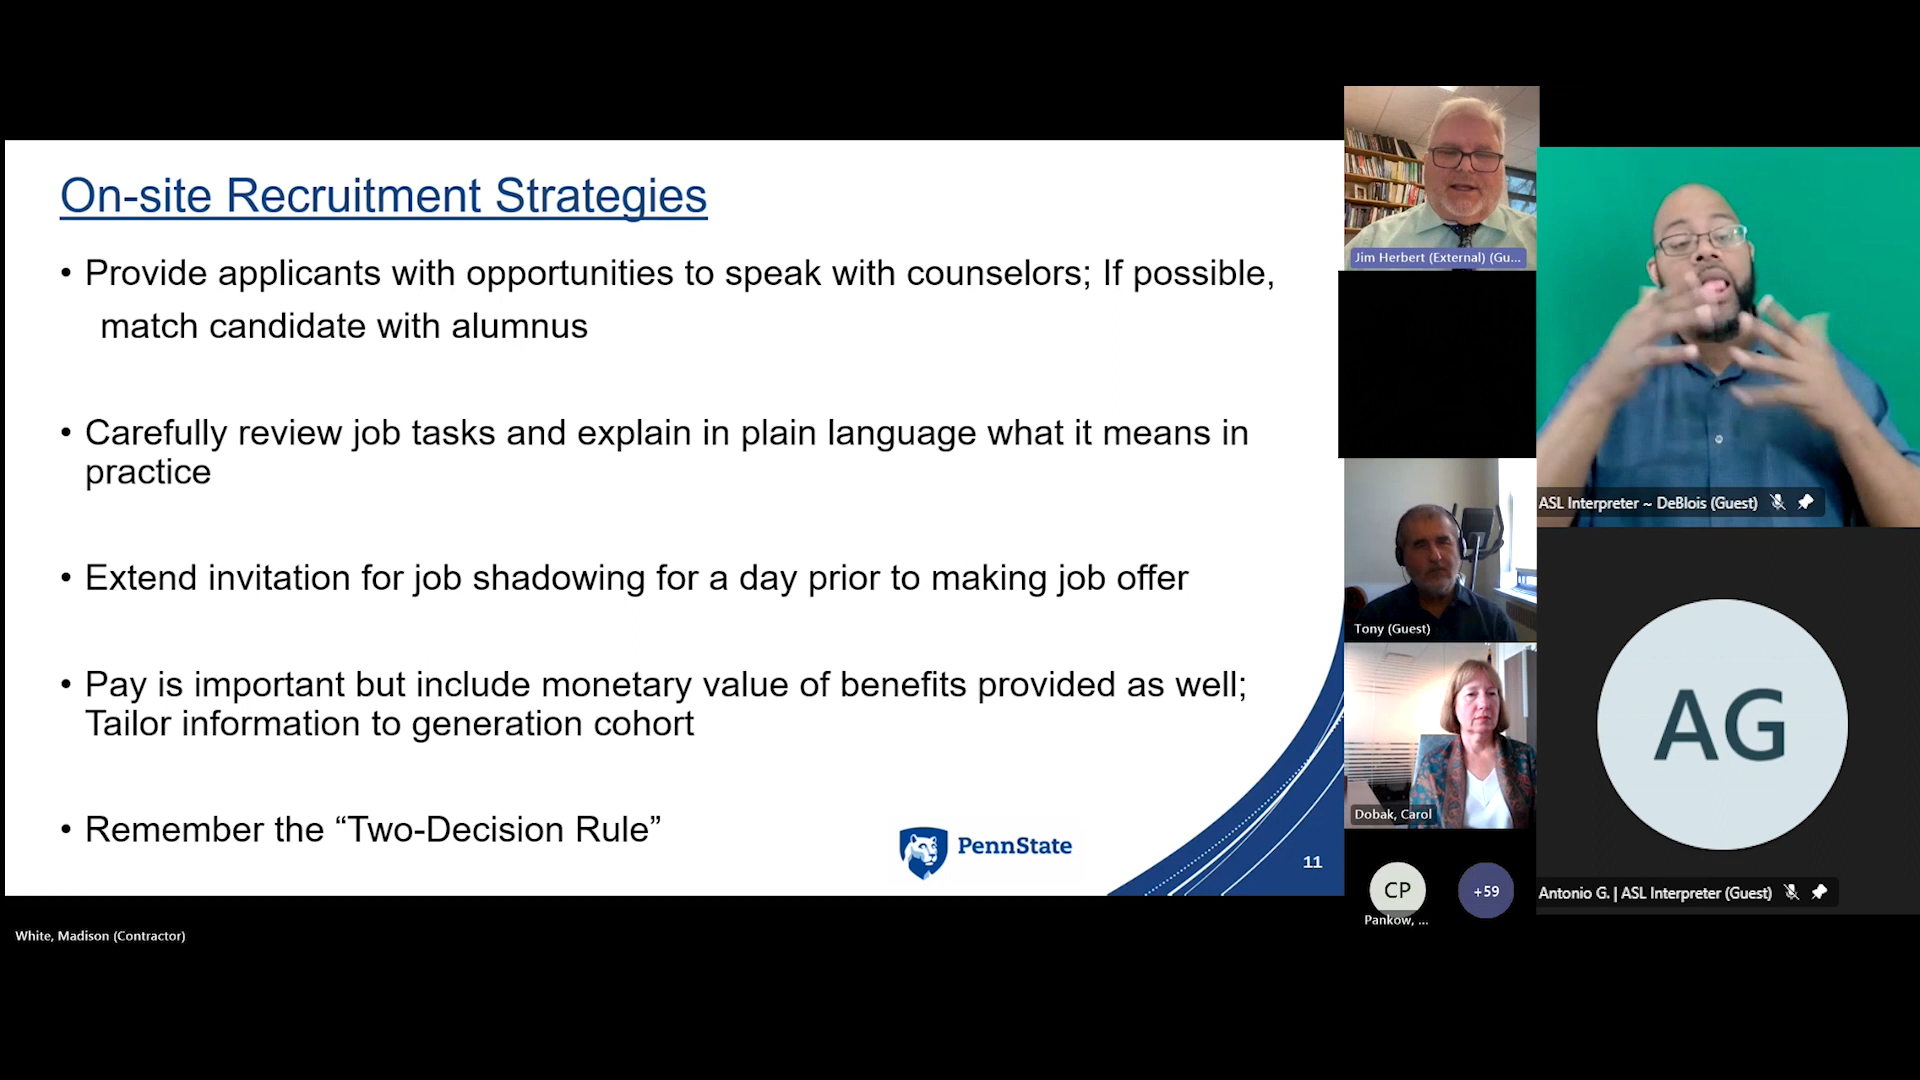 On-site Recruitment Strategies
• Provide applicants with opportunities to speak with counselors; If possible,
match candidate with alumnus
• Carefully review job tasks and explain in plain language what it means in
practice
• Extend invitation for job shadowing for a day prior to making job offer
• Pay is important but include monetary value of benefits provided as well;
Tailor information to generation cohort
• Remember the “Two-Decision Rule”
PennState
11
White, Madison (Contractor)
Jim Herbert (External) (Gu...
Tony (Guest)
Dobak, Carol
CP
+59
Pankow, ...
ASL Interpreter ~ DeBlois (Guest)
AG
Antonio G. | ASL Interpreter (Guest)